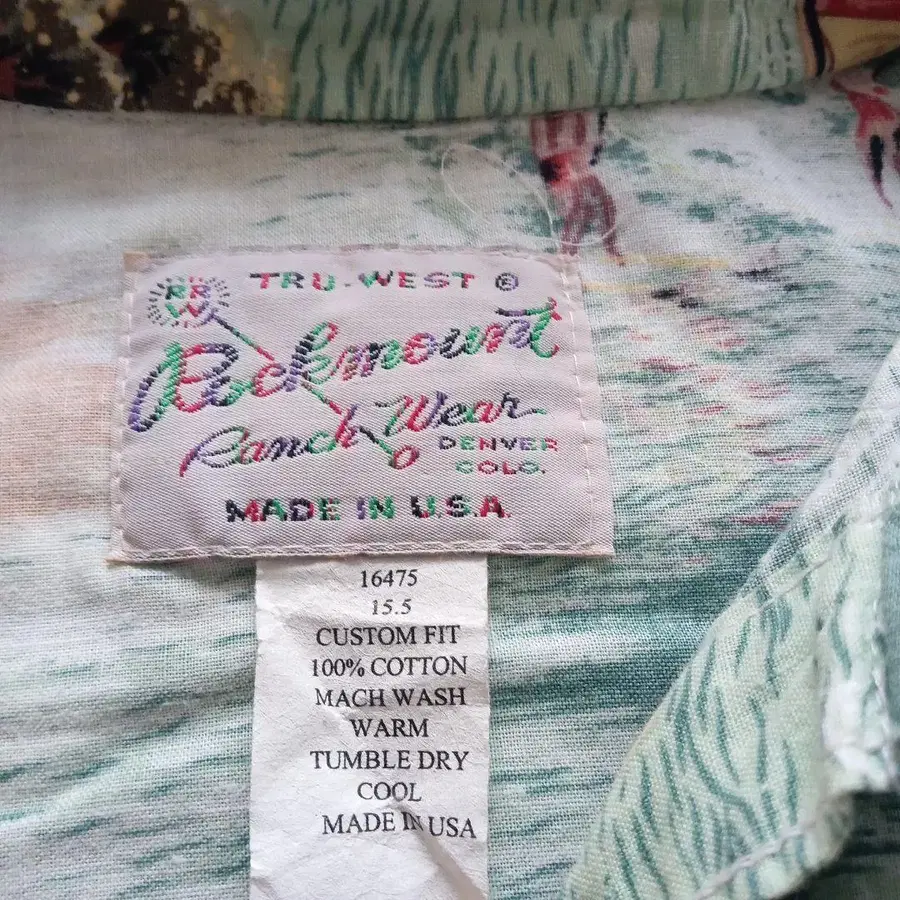 TRU-WEST ®
RR
W
Rockmount
Ranch Wear
DENVER
COLO.
MADE IN U.S.A.
16475
15.5
CUSTOM FIT
100% COTTON
MACH WASH
WARM
TUMBLE DRY
COOL
MADE IN USA